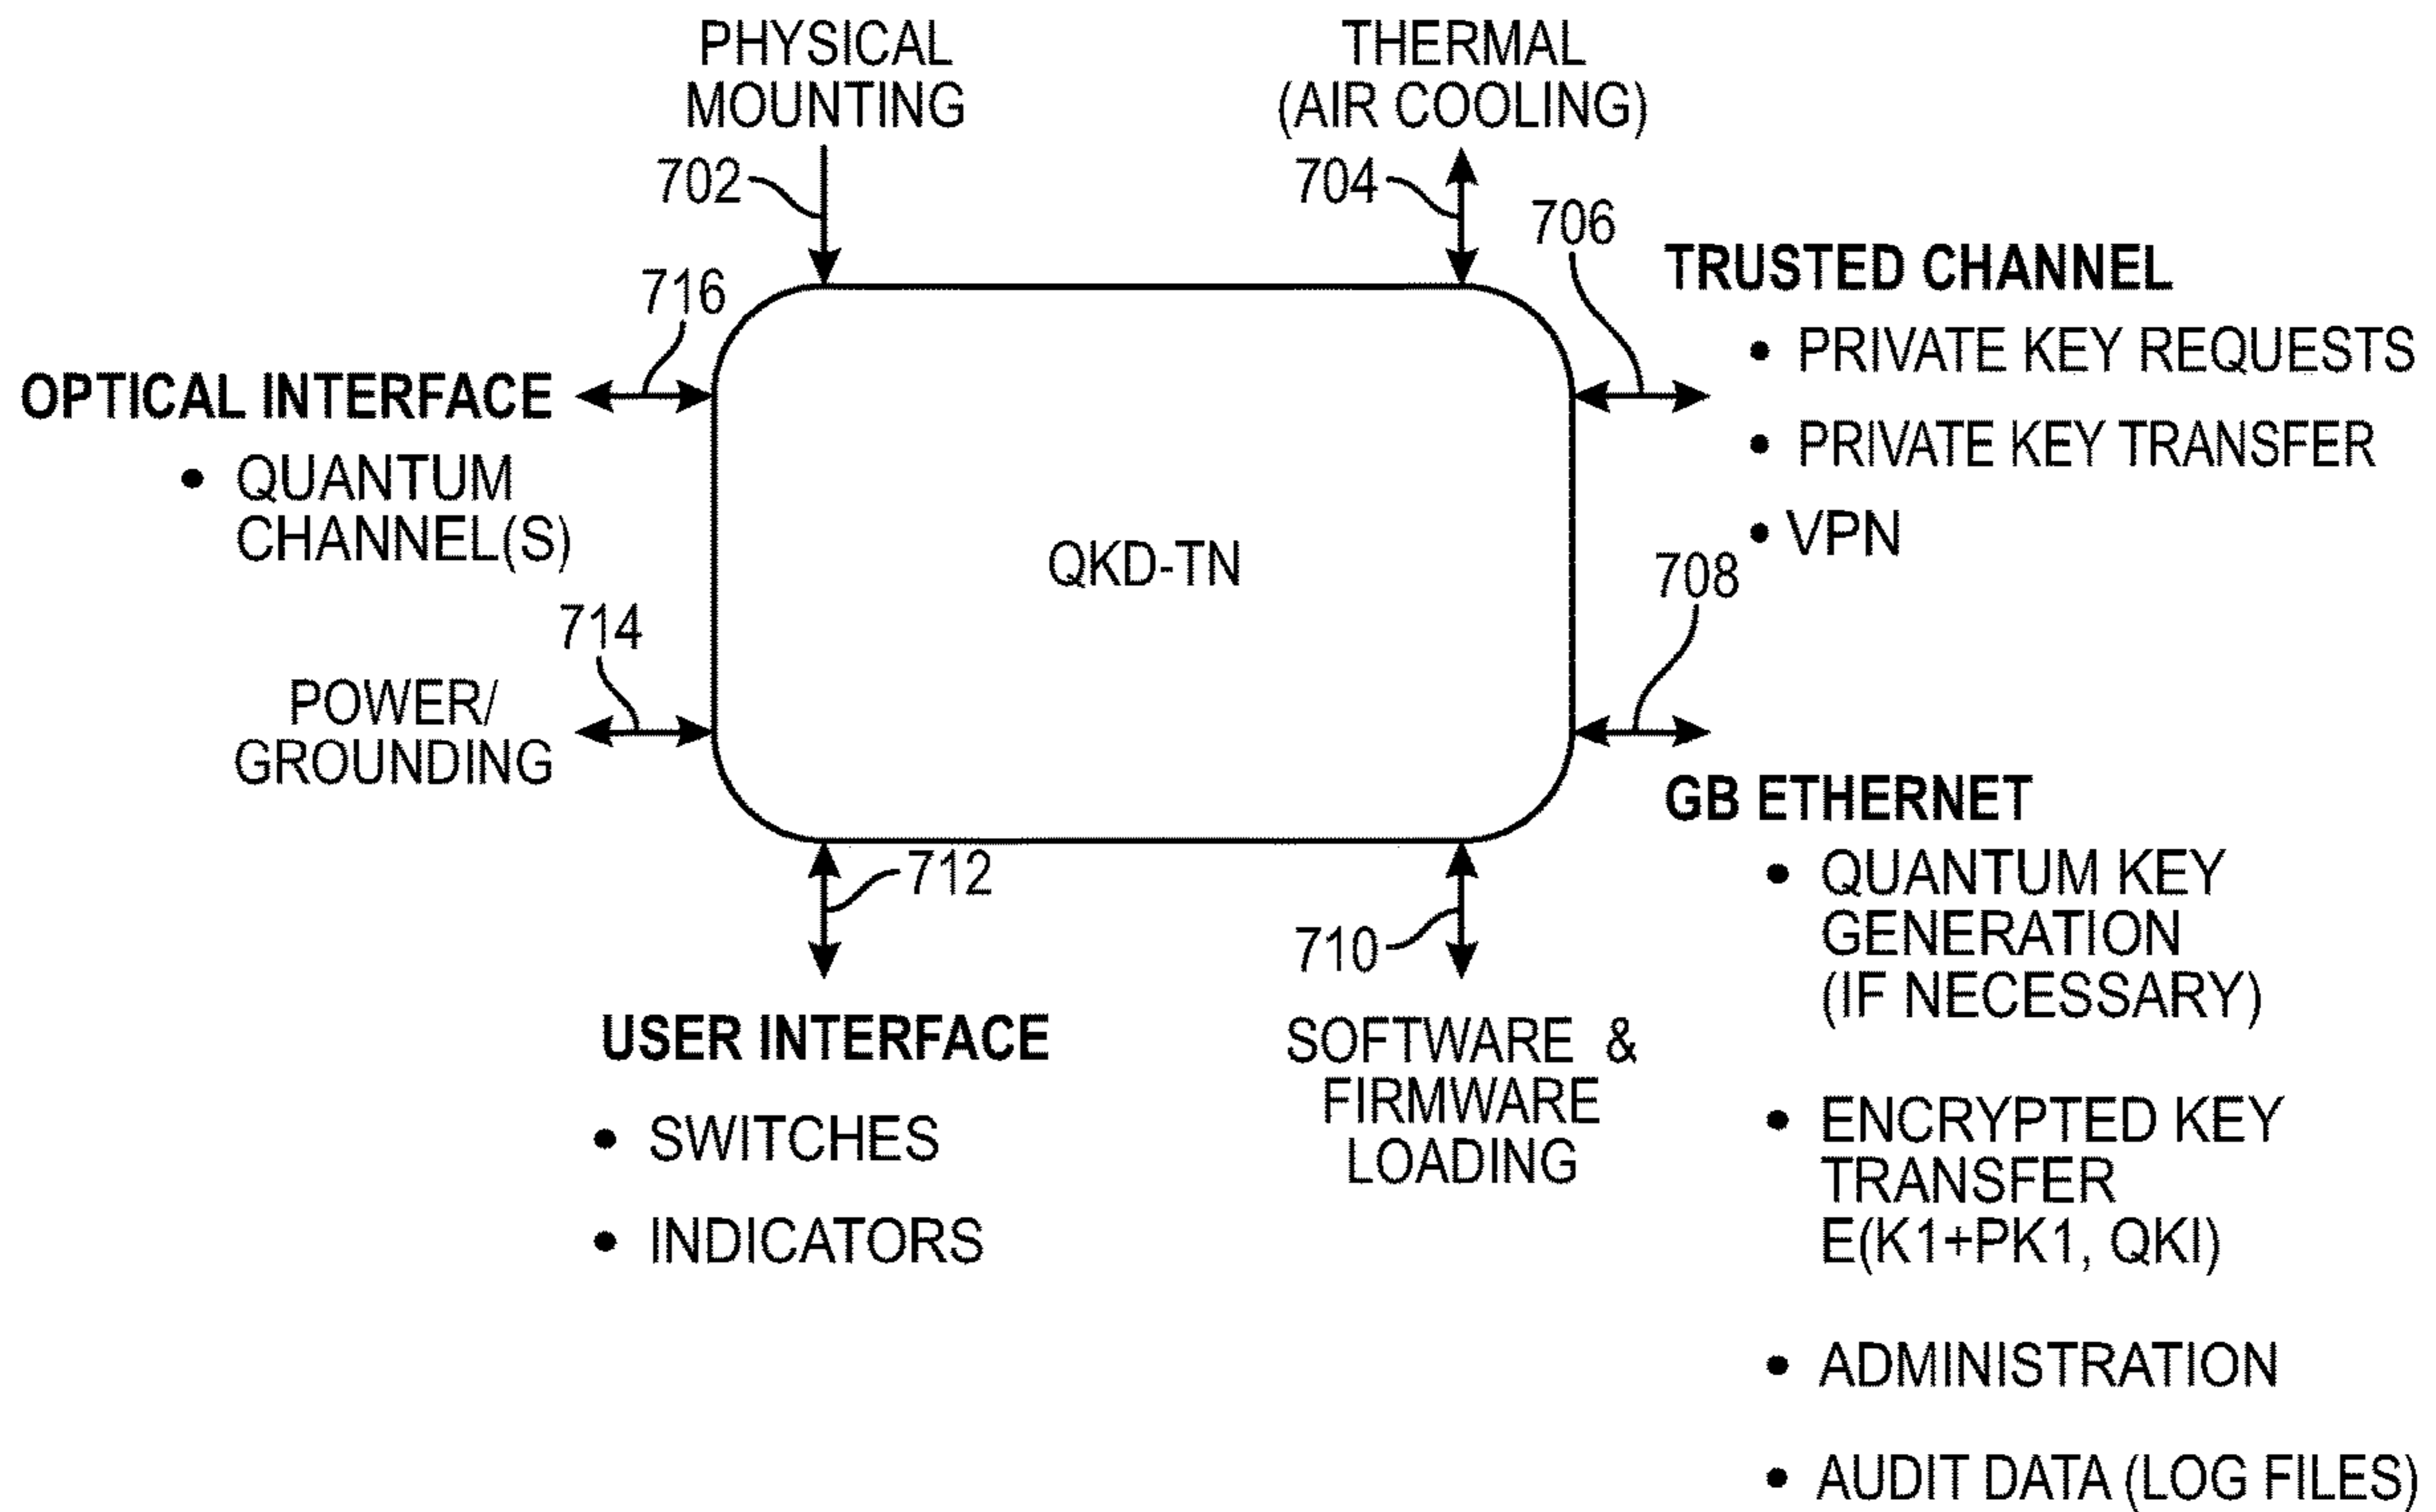 PHYSICAL
MOUNTING
702
THERMAL
(AIR COOLING)
704
706
TRUSTED CHANNEL
• PRIVATE KEY REQUESTS
• PRIVATE KEY TRANSFER
• VPN
716
OPTICAL INTERFACE
• QUANTUM
CHANNEL(S)
QKD-TN
708
714
POWER/
GROUNDING
GB ETHERNET
• QUANTUM KEY
GENERATION
(IF NECESSARY)
• ENCRYPTED KEY
TRANSFER
E(K1+PK1, QKI)
• ADMINISTRATION
• AUDIT DATA (LOG FILES)
712
USER INTERFACE
• SWITCHES
• INDICATORS
710
SOFTWARE &
FIRMWARE
LOADING